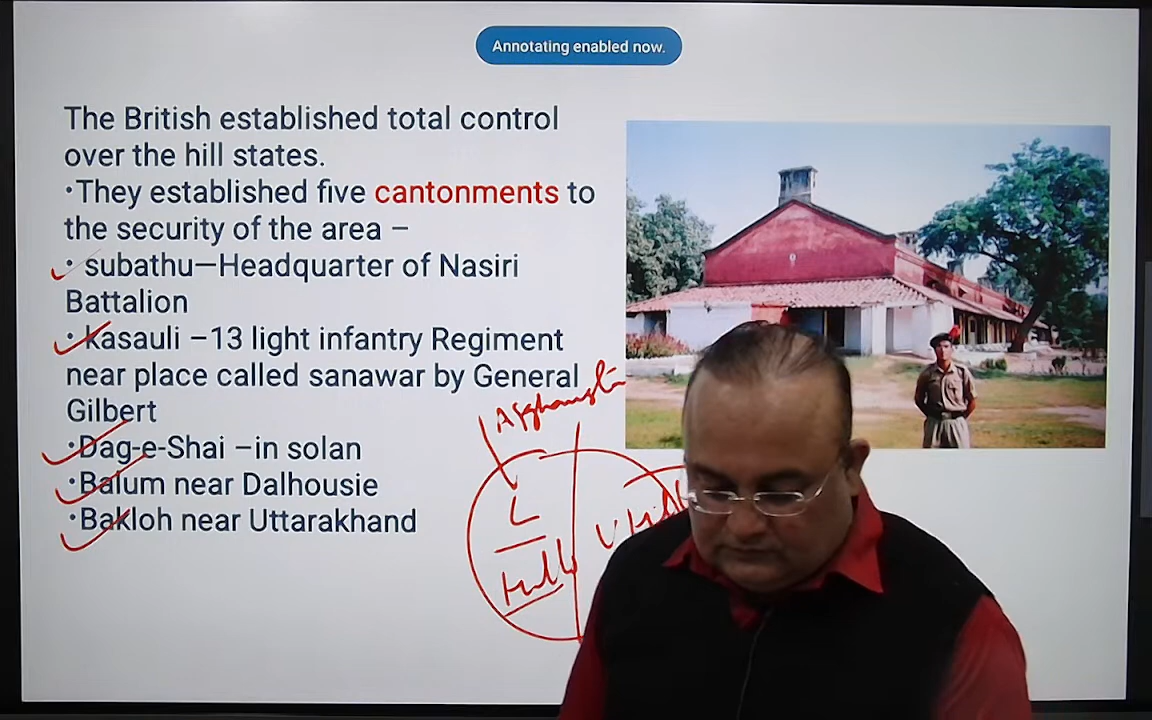 Annotating enabled now.
The British established total control
over the hill states.
•They established five cantonments to
the security of the area –
• subathu—Headquarter of Nasiri
Battalion
• kasauli –13 light infantry Regiment
near place called sanawar by General
Gilbert
•Dag-e-Shai –in solan
•Balum near Dalhousie
•Bakloh near Uttarakhand
L
Hills